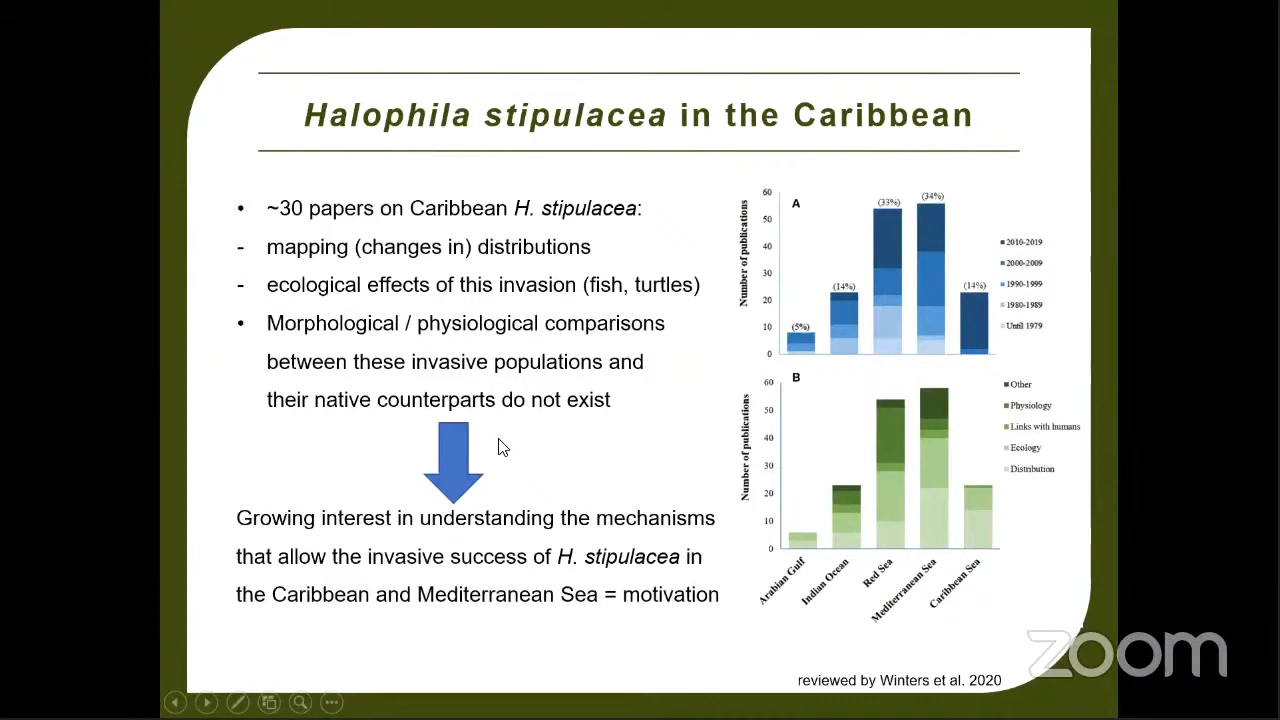 Halophila stipulacea in the Caribbean
• ~30 papers on Caribbean H. stipulacea:
- mapping (changes in) distributions
- ecological effects of this invasion (fish, turtles)
• Morphological / physiological comparisons
between these invasive populations and
their native counterparts do not exist
Growing interest in understanding the mechanisms
that allow the invasive success of H. stipulacea in
the Caribbean and Mediterranean Sea = motivation
A
Number of publications
60
50
40
30
20
10
0
(5%)
(14%)
(33%)
(34%)
(14%)
2010-2019
2000-2009
1990-1999
1980-1989
Until 1979
B
Number of publications
60
50
40
30
20
10
0
Other
Physiology
Links with humans
Ecology
Distribution
Arabian Gulf
Indian Ocean
Red Sea
Mediterranean Sea
Caribbean Sea
reviewed by Winters et al. 2020
zoom